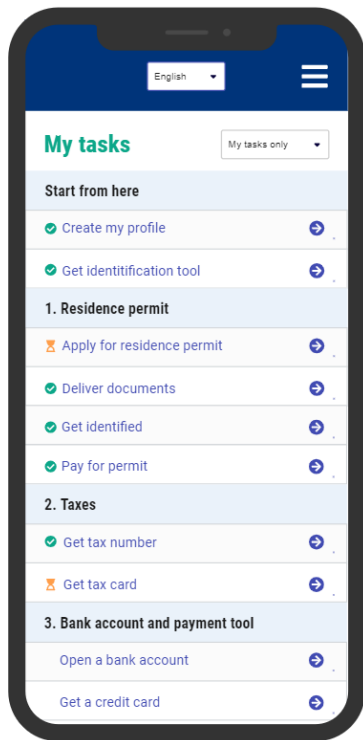 English
My tasks
My tasks only
Start from here
Create my profile
Get identitification tool
1. Residence permit
Apply for residence permit
Deliver documents
Get identified
Pay for permit
2. Taxes
Get tax number
Get tax card
3. Bank account and payment tool
Open a bank account
Get a credit card